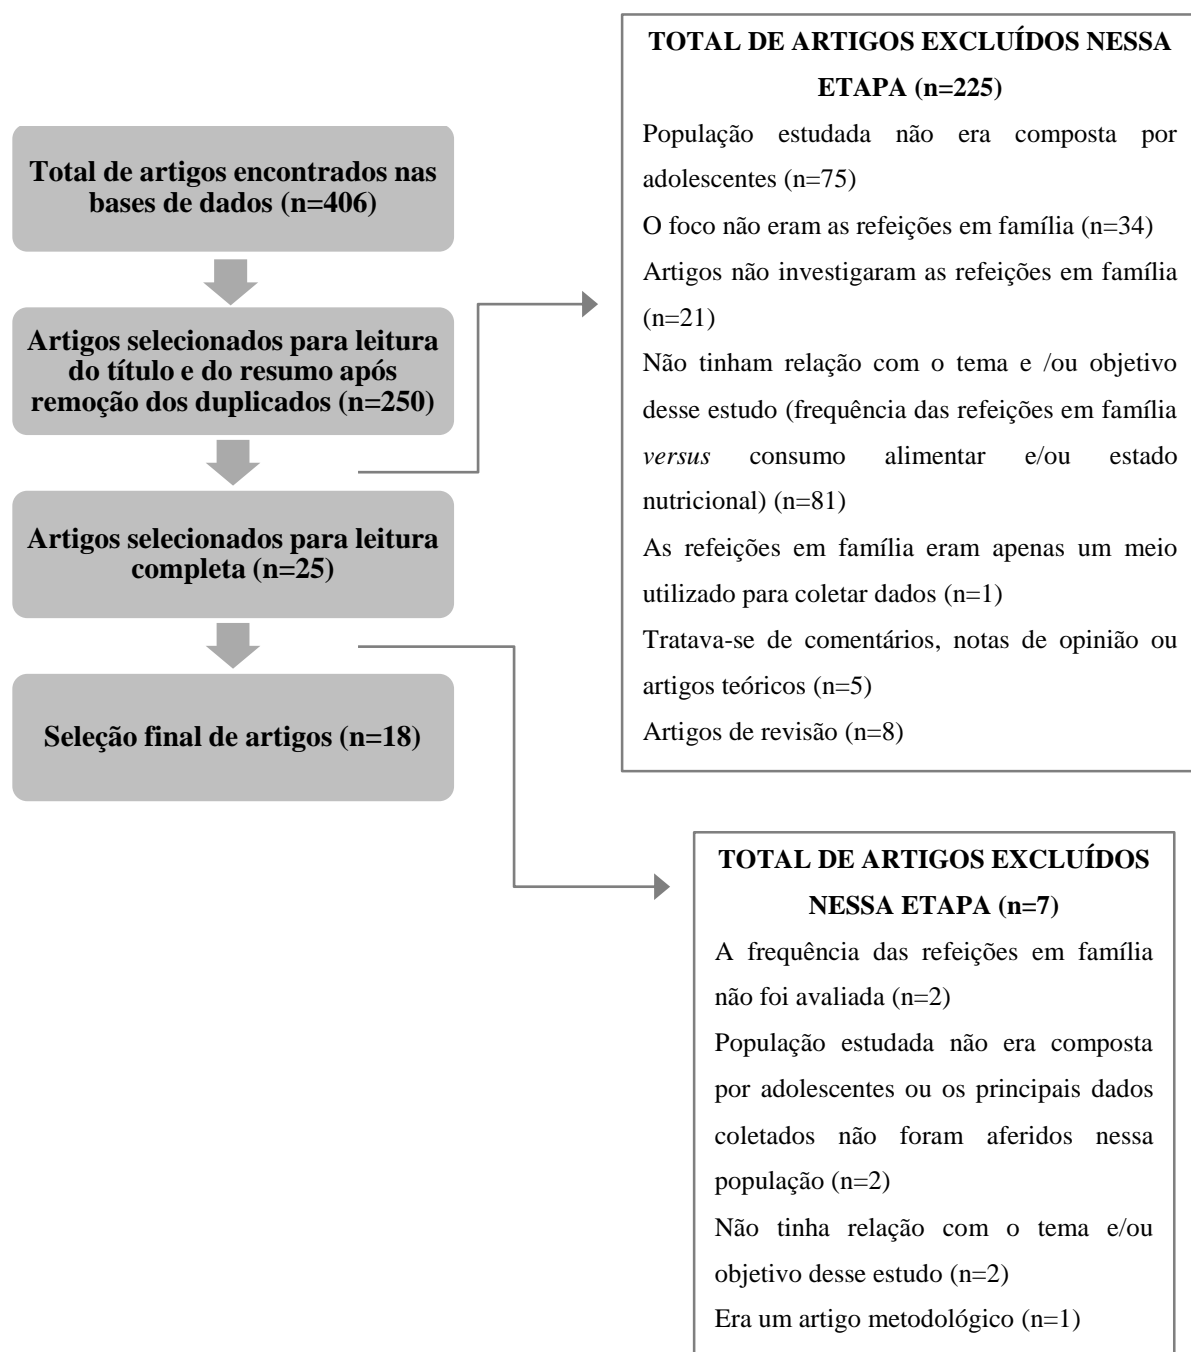 Total de artigos encontrados nas
bases de dados (n=406)
Artigos selecionados para leitura
do título e do resumo após
remoção dos duplicados (n=250)
Artigos selecionados para leitura
completa (n=25)
Seleção final de artigos (n=18)
TOTAL DE ARTIGOS EXCLUÍDOS NESSA
ETAPA (n=225)
População estudada não era composta por
adolescentes (n=75)
O foco não eram as refeições em família (n=34)
Artigos não investigaram as refeições em família
(n=21)
Não tinham relação com o tema e /ou objetivo
desse estudo (frequência das refeições em família
versus consumo alimentar e/ou estado
nutricional) (n=81)
As refeições em família eram apenas um meio
utilizado para coletar dados (n=1)
Tratava-se de comentários, notas de opinião ou
artigos teóricos (n=5)
Artigos de revisão (n=8)
TOTAL DE ARTIGOS EXCLUÍDOS
NESSA ETAPA (n=7)
A frequência das refeições em família
não foi avaliada (n=2)
População estudada não era composta
por adolescentes ou os principais dados
coletados não foram aferidos nessa
população (n=2)
Não tinha relação com o tema e/ou
objetivo desse estudo (n=2)
Era um artigo metodológico (n=1)